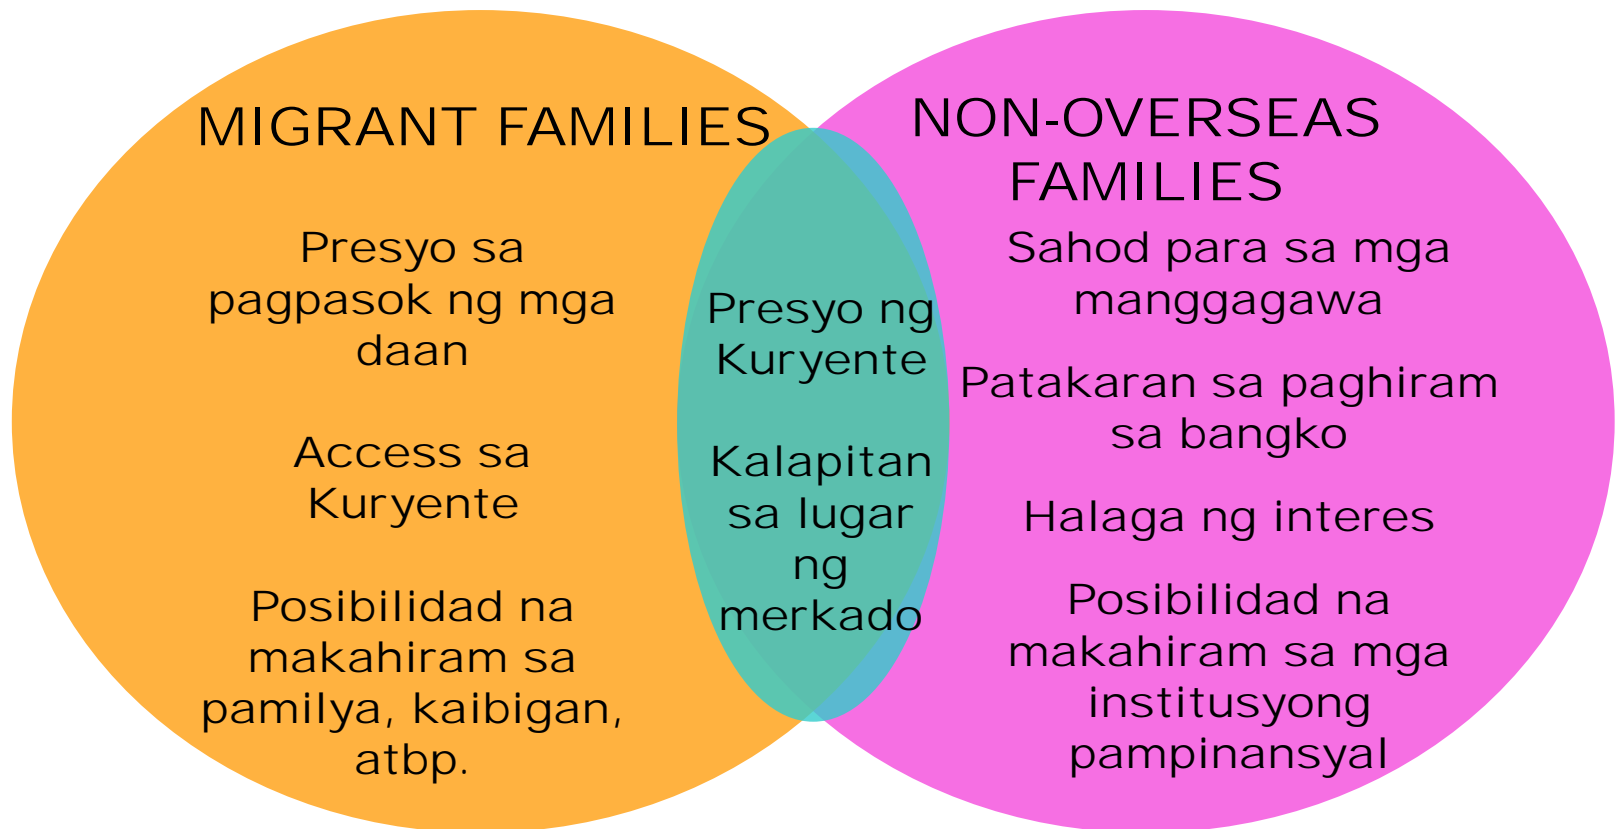 MIGRANT FAMILIES
Presyo sa
pagpasok ng mga
daan
Access sa
Kuryente
Posibilidad na
makahiram sa
pamilya, kaibigan,
atbp.
Presyo ng
Kuryente
Kalapitan
sa lugar
ng
merkado
NON-OVERSEAS
FAMILIES
Sahod para sa mga
manggagawa
Patakaran sa paghiram
sa bangko
Halaga ng interes
Posibilidad na
makahiram sa mga
institusyong
pampinansyal